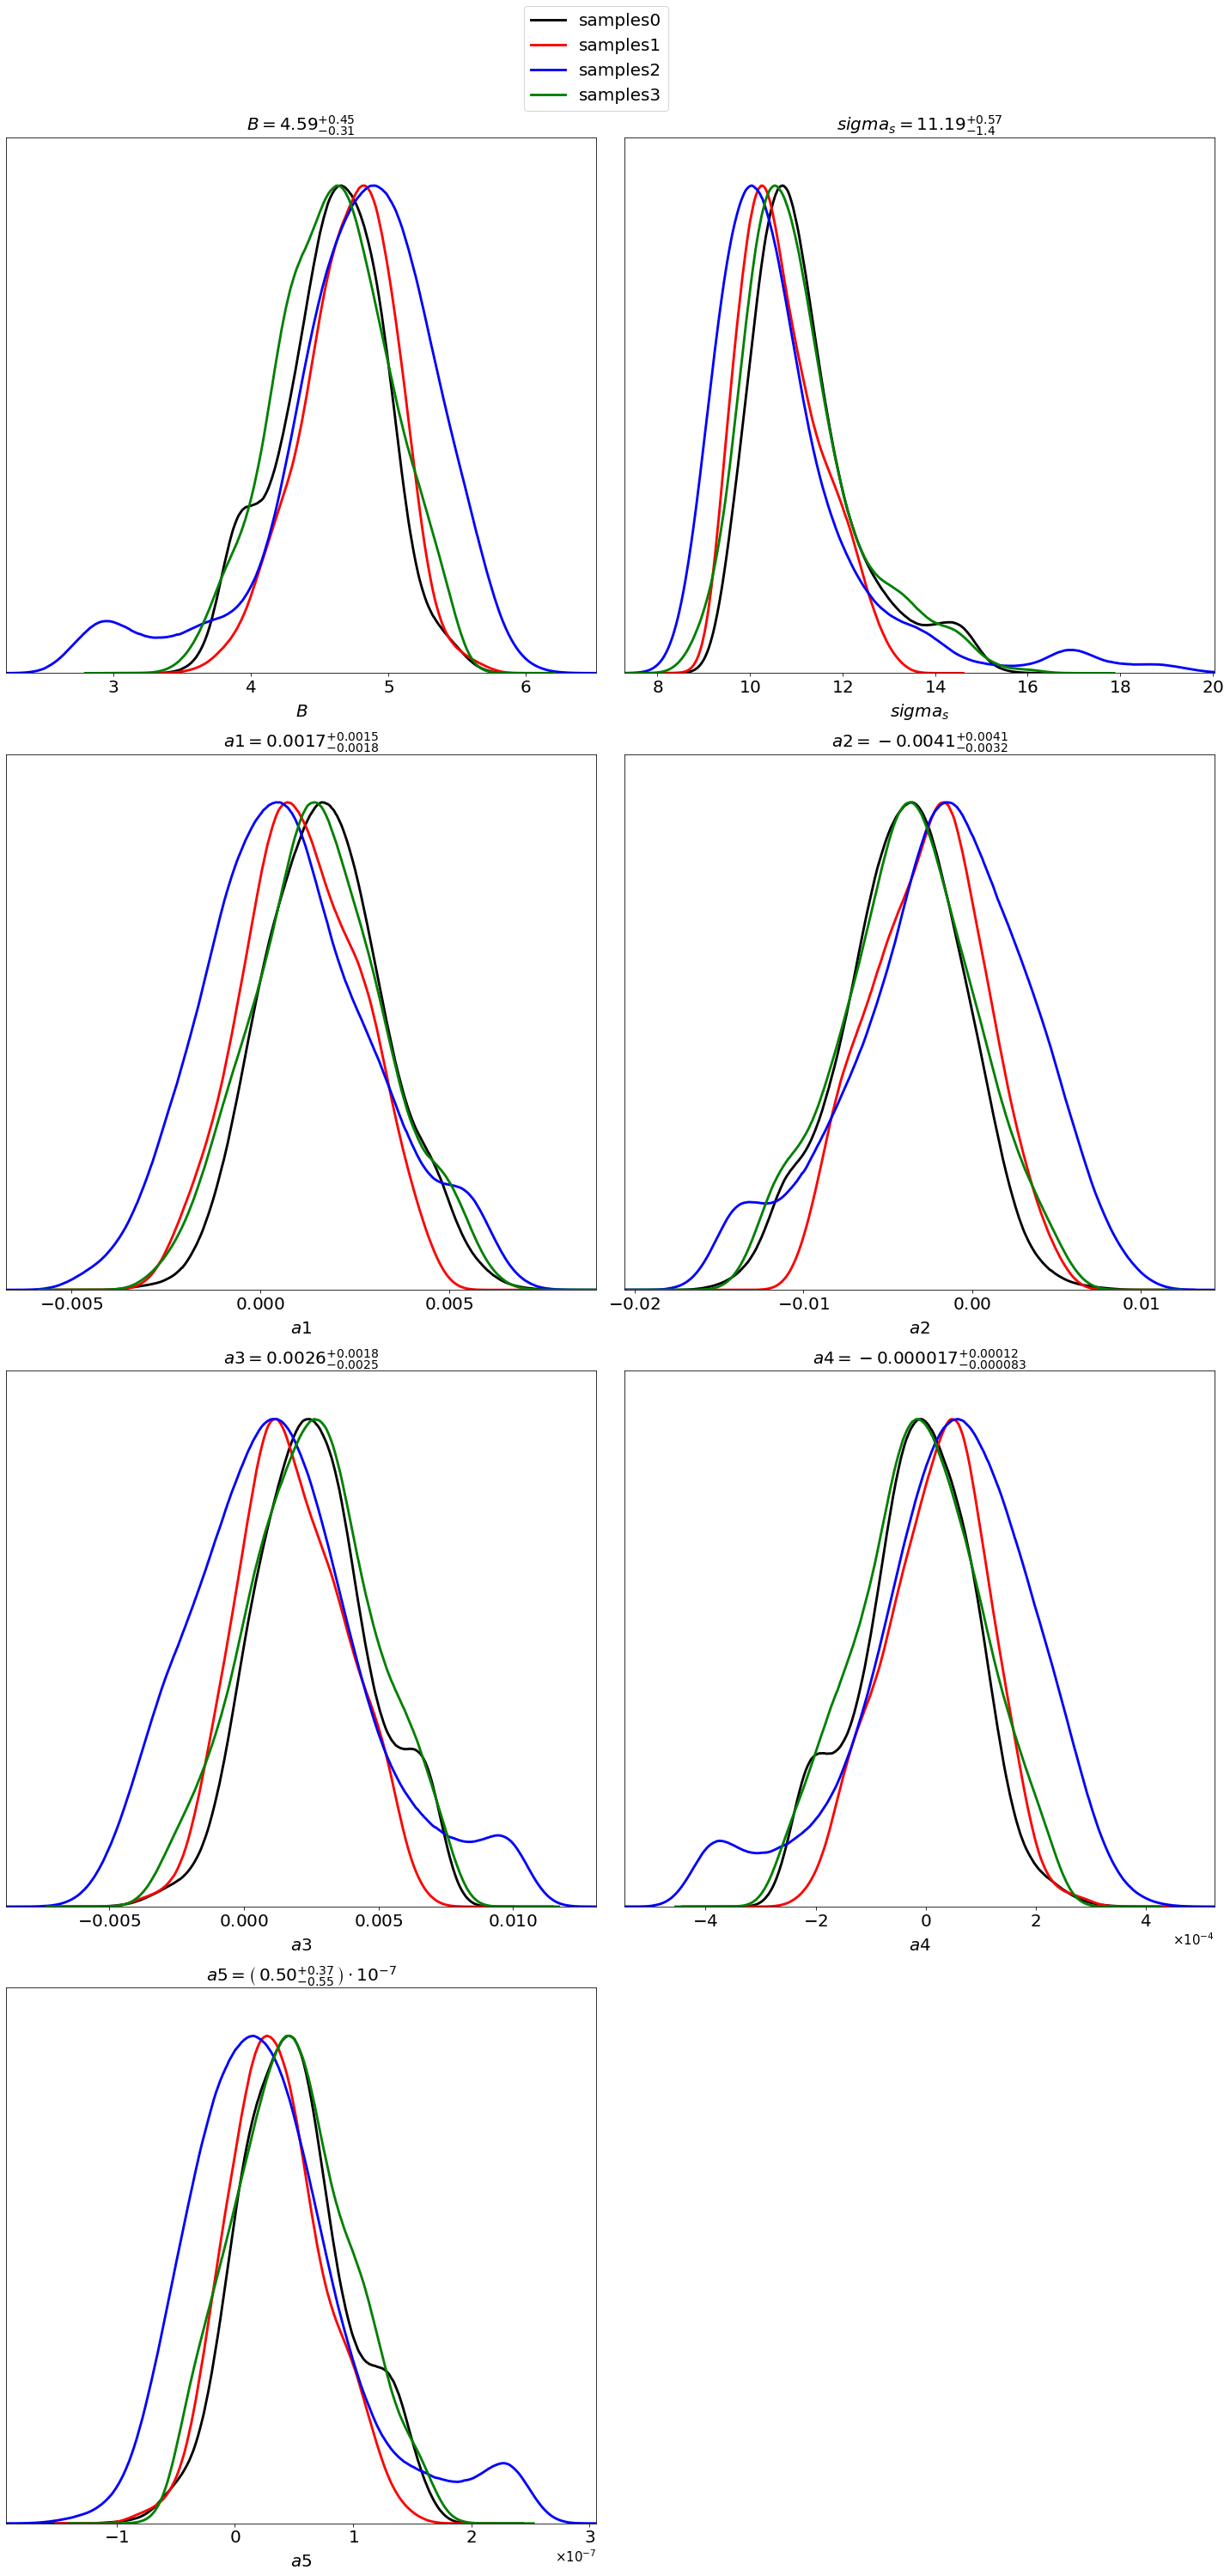 samples0
samples1
samples2
samples3
B = 4.59^{+0.45}_{-0.31}
sigma_s = 11.19^{+0.57}_{-1.4}
3 4 5 6
8 10 12 14 16 18 20
B
sigma_s
a1 = 0.0017^{+0.0015}_{-0.0018}
a2 = −0.0041^{+0.0041}_{-0.0032}
−0.005 0.000 0.005
−0.02 −0.01 0.00 0.01
a1
a2
a3 = 0.0026^{+0.0018}_{-0.0025}
a4 = −0.000017^{+0.00012}_{-0.000083}
−0.005 0.000 0.005 0.010
−4 −2 0 2 4
×10^{-4}
a3
a4
a5 = (0.50^{+0.37}_{-0.55}) · 10^{-7}
−1 0 1 2 3
×10^{-7}
a5